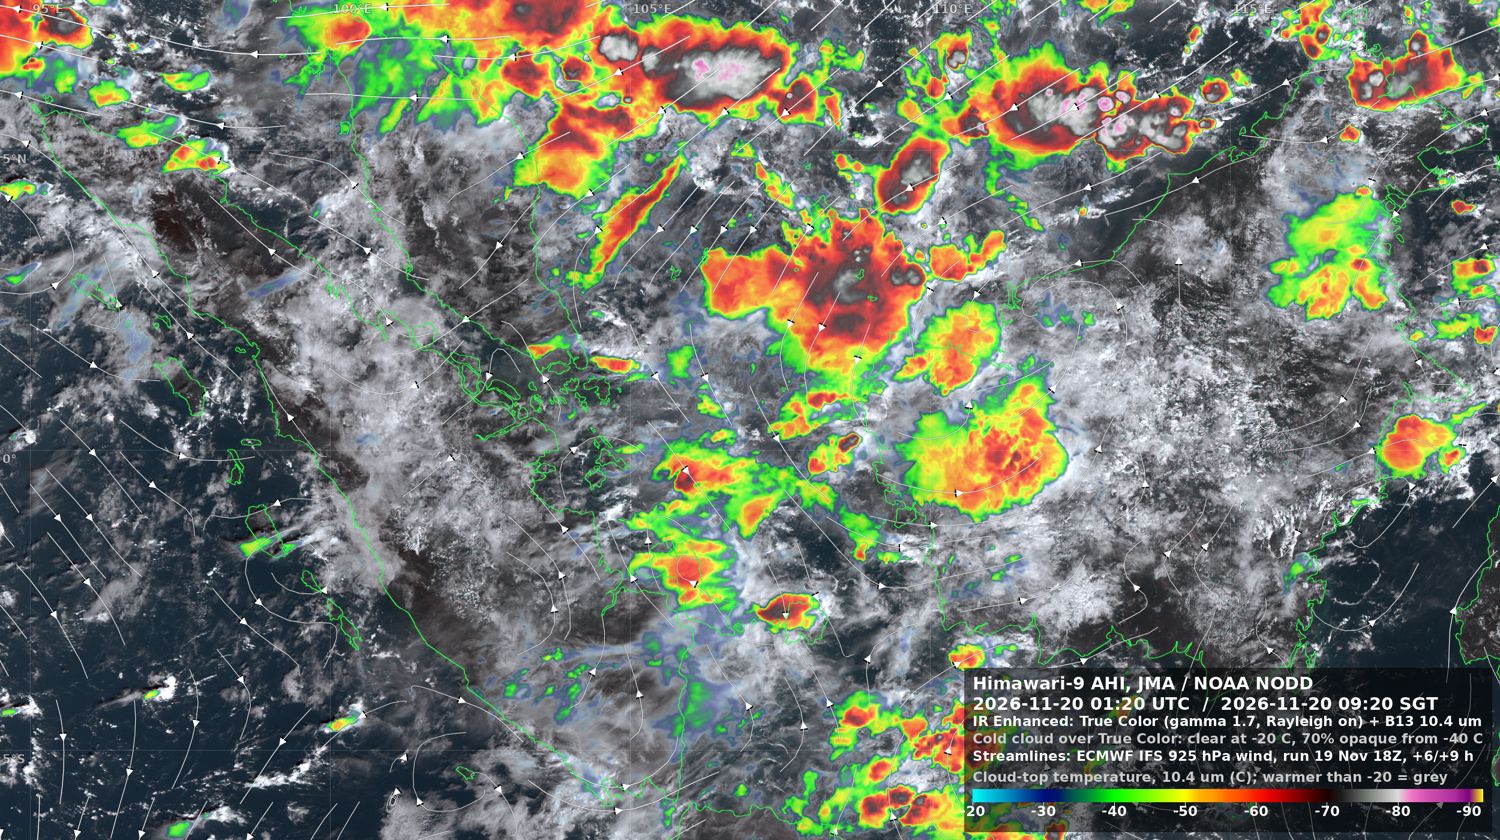 95°E 100°E 105°E 110°E 115°E
5°N
0°
5°S
Himawari-9 AHI, JMA / NOAA NODD
2026-11-20 01:20 UTC / 2026-11-20 09:20 SGT
IR Enhanced: True Color (gamma 1.7, Rayleigh on) + B13 10.4 um
Cold cloud over True Color: clear at -20 C, 70% opaque from -40 C
Streamlines: ECMWF IFS 925 hPa wind, run 19 Nov 18Z, +6/+9 h
Cloud-top temperature, 10.4 um (C); warmer than -20 = grey
20 -30 -40 -50 -60 -70 -80 -90